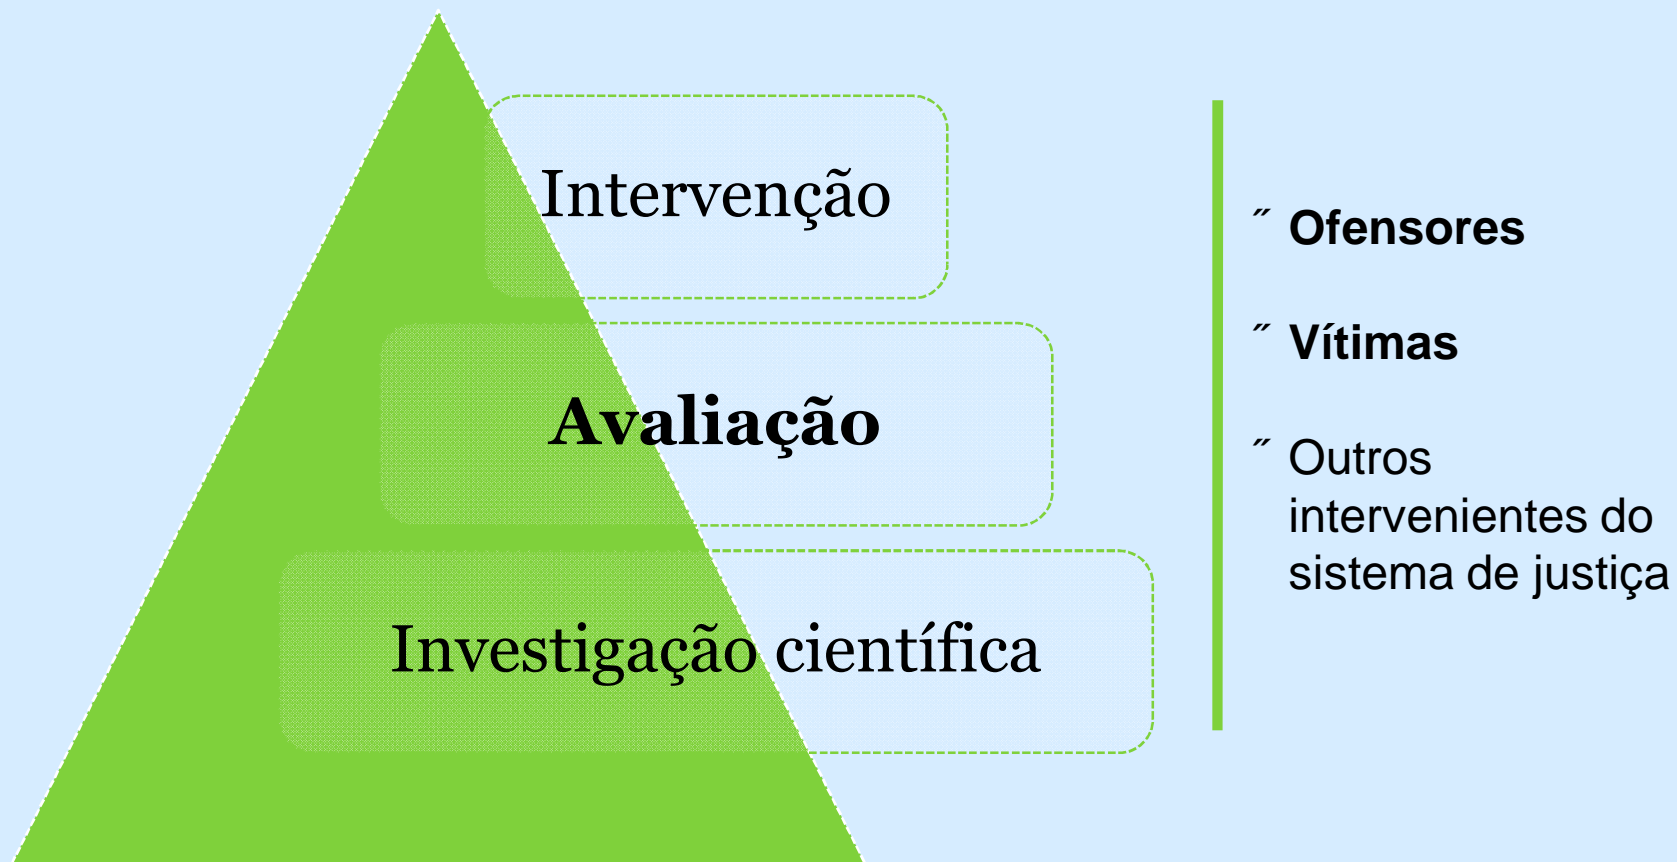 Intervenção
Avaliação
Investigação científica
˝ Ofensores
˝ Vítimas
˝ Outros
intervenientes do
sistema de justiça